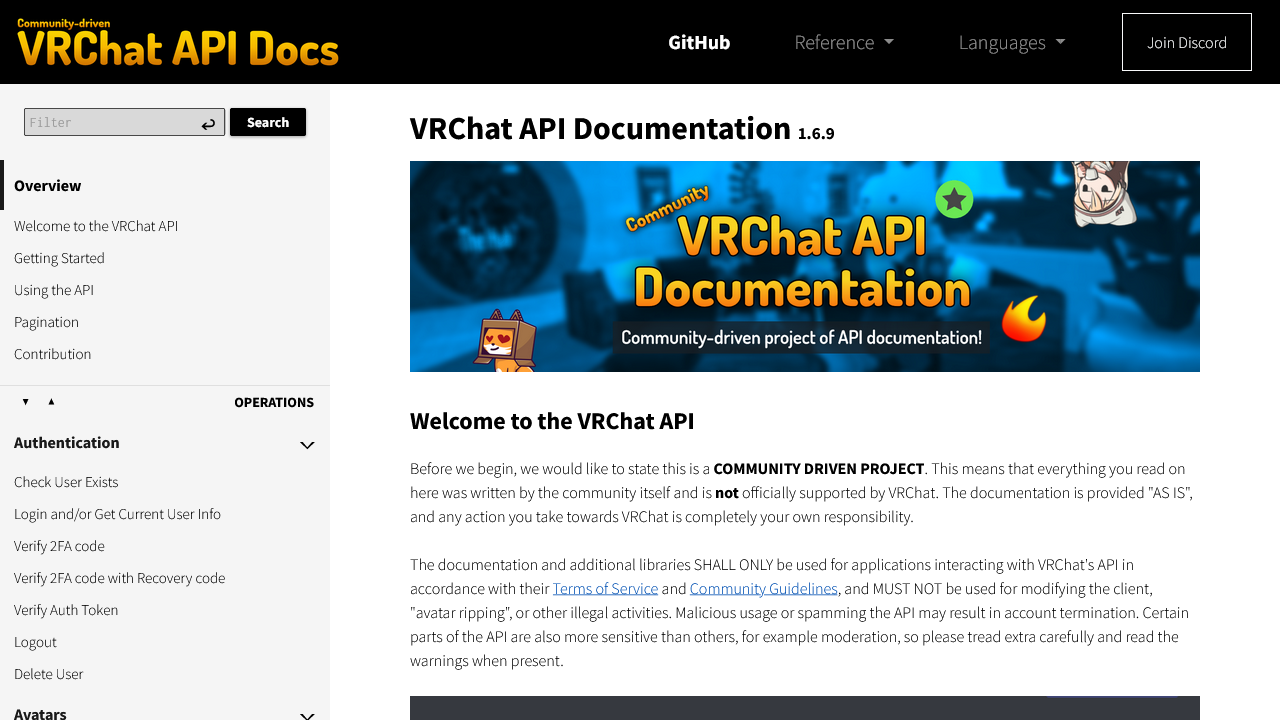 Community-driven
VRChat API Docs
GitHub
Reference
Languages
Join Discord
Filter
Search
Overview
Welcome to the VRChat API
Getting Started
Using the API
Pagination
Contribution
OPERATIONS
Authentication
Check User Exists
Login and/or Get Current User Info
Verify 2FA code
Verify 2FA code with Recovery code
Verify Auth Token
Logout
Delete User
Avatars
VRChat API Documentation 1.6.9
Community
VRChat API
Documentation
Community-driven project of API documentation!
Welcome to the VRChat API
Before we begin, we would like to state this is a COMMUNITY DRIVEN PROJECT. This means that everything you read on
here was written by the community itself and is not officially supported by VRChat. The documentation is provided "AS IS",
and any action you take towards VRChat is completely your own responsibility.
The documentation and additional libraries SHALL ONLY be used for applications interacting with VRChat's API in
accordance with their Terms of Service and Community Guidelines, and MUST NOT be used for modifying the client,
"avatar ripping", or other illegal activities. Malicious usage or spamming the API may result in account termination. Certain
parts of the API are also more sensitive than others, for example moderation, so please tread extra carefully and read the
warnings when present.